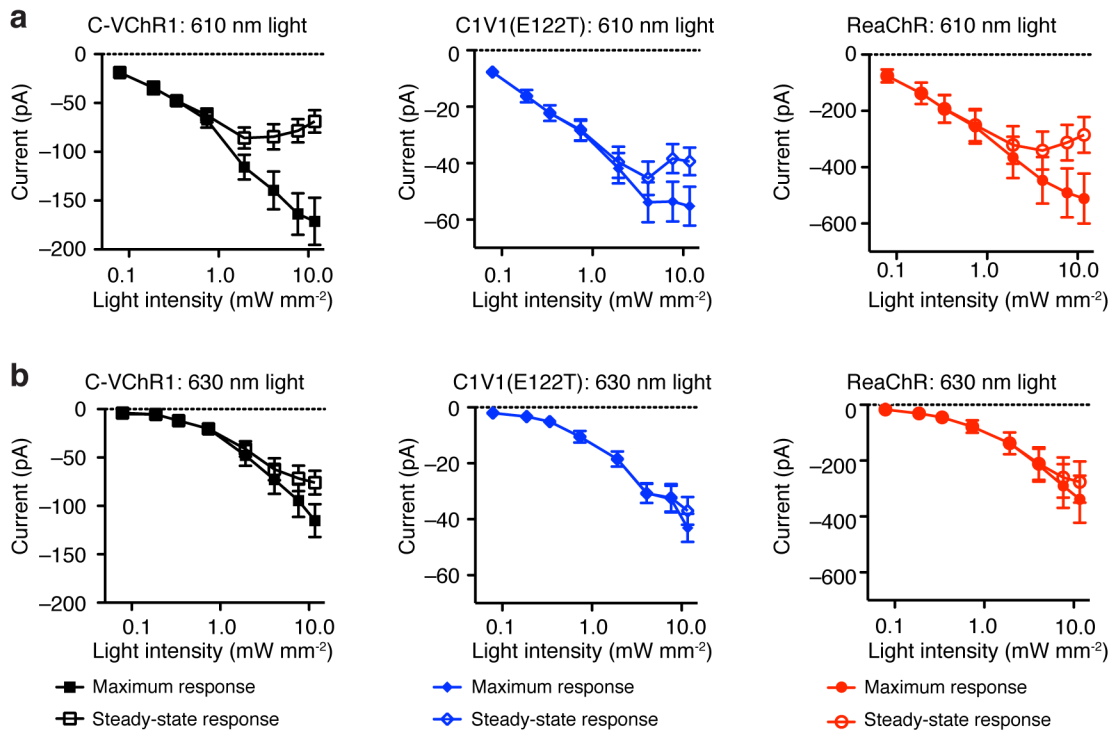 a
C-VChR1: 610 nm light
C1V1(E122T): 610 nm light
ReaChR: 610 nm light
Current (pA)
0
–50
–100
–150
–200
0.1
1.0
10.0
Light intensity (mW mm-2)
Current (pA)
0
–20
–40
–60
0.1
1.0
10.0
Light intensity (mW mm-2)
Current (pA)
0
–200
–400
–600
0.1
1.0
10.0
Light intensity (mW mm-2)
b
C-VChR1: 630 nm light
C1V1(E122T): 630 nm light
ReaChR: 630 nm light
Current (pA)
0
–50
–100
–150
–200
0.1
1.0
10.0
Light intensity (mW mm-2)
Current (pA)
0
–20
–40
–60
0.1
1.0
10.0
Light intensity (mW mm-2)
Current (pA)
0
–200
–400
–600
0.1
1.0
10.0
Light intensity (mW mm-2)
Maximum response
Steady-state response
Maximum response
Steady-state response
Maximum response
Steady-state response